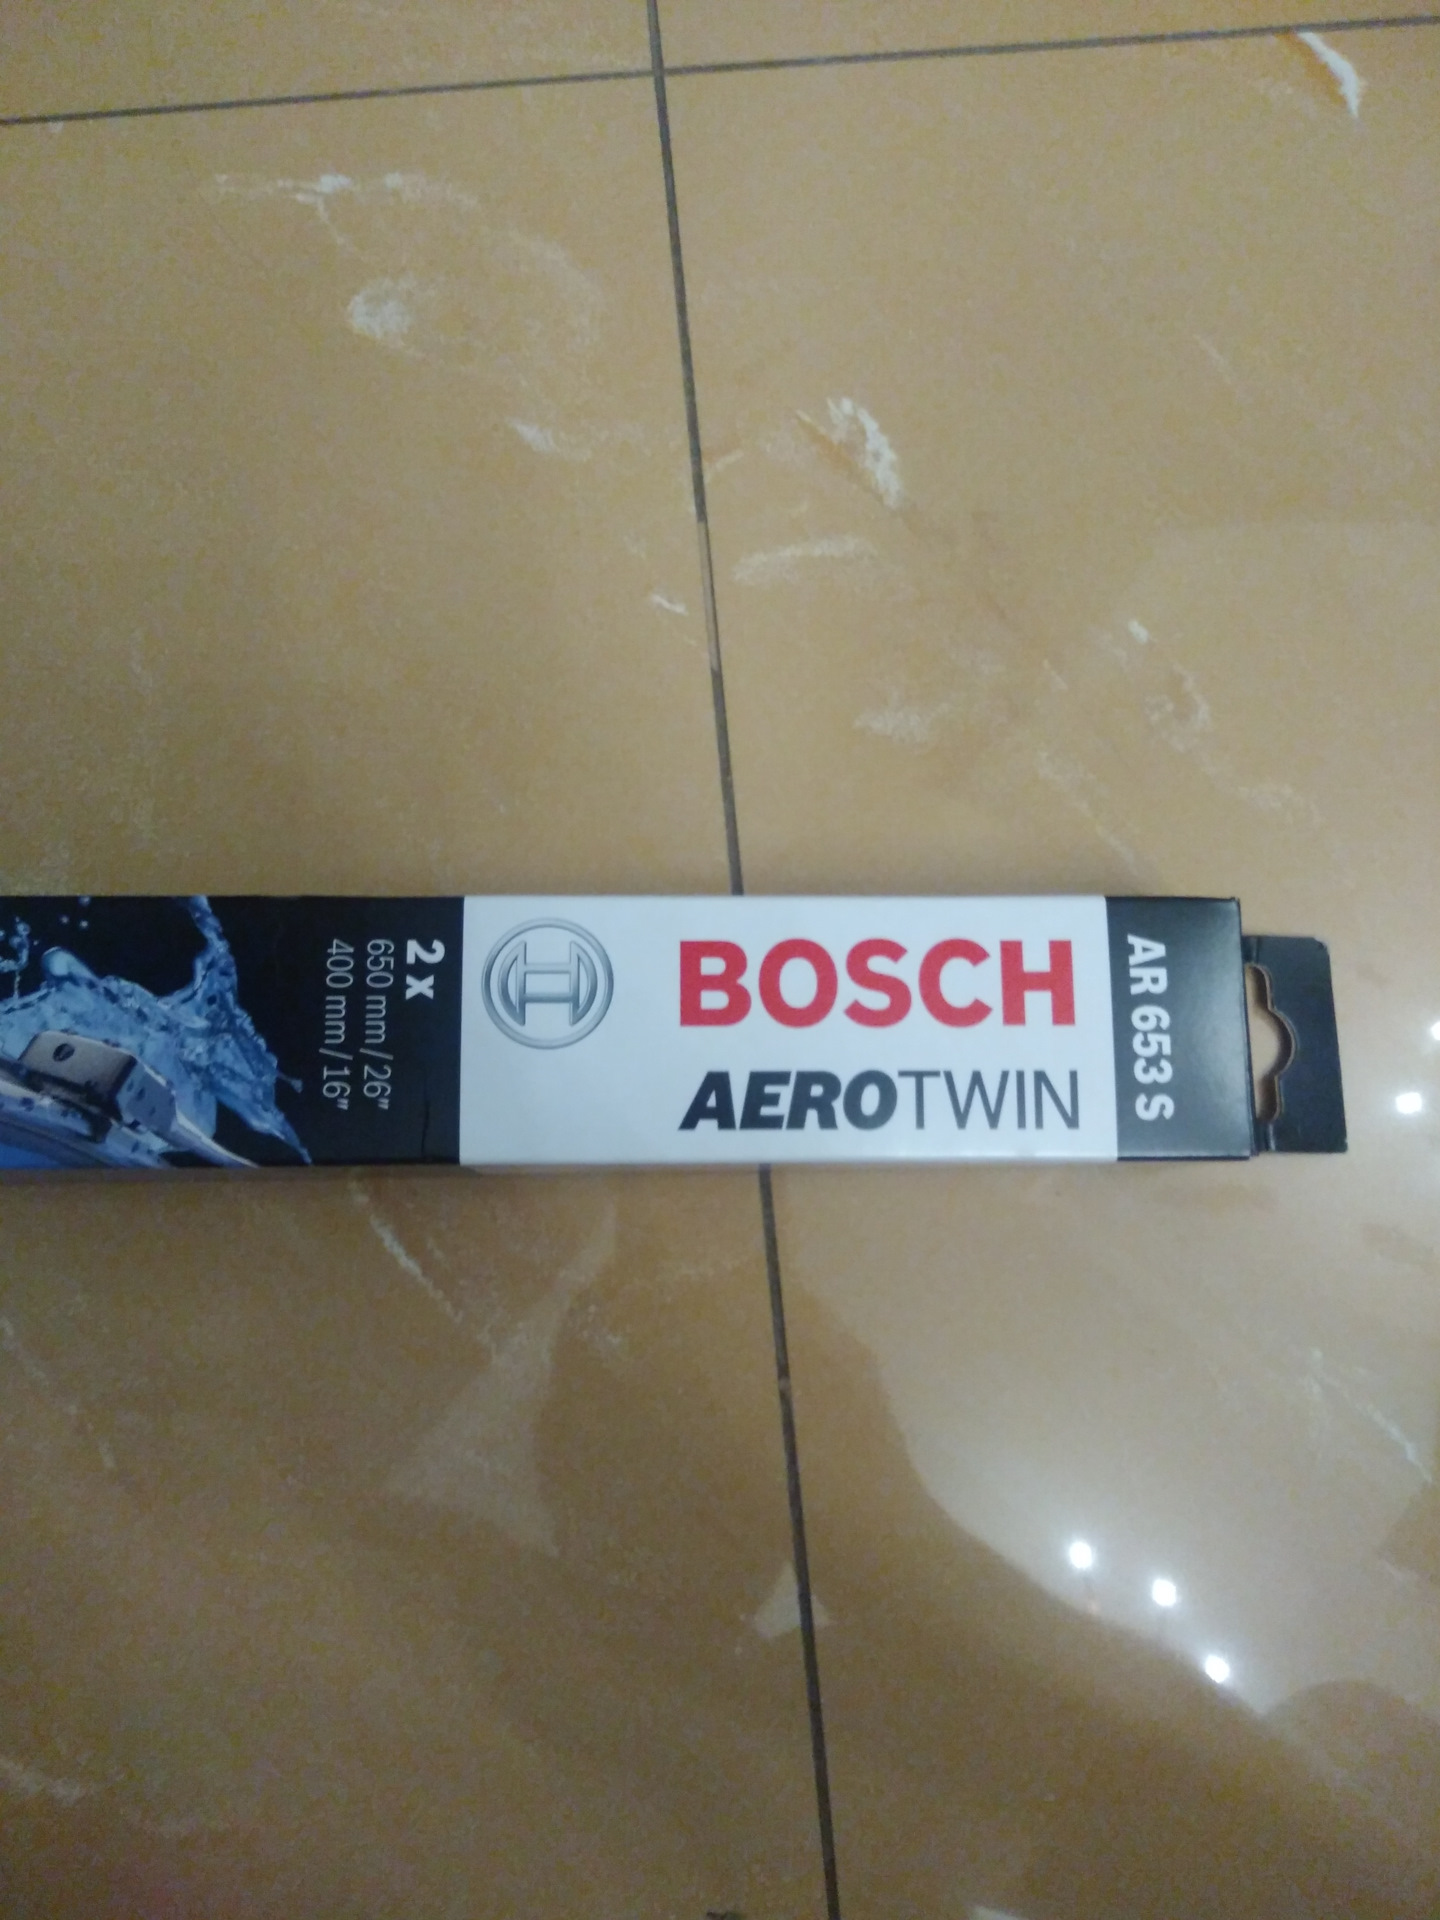 BOSCH
AEROTWIN
AR 653 S
2 x
650 mm / 26"
400 mm / 16"